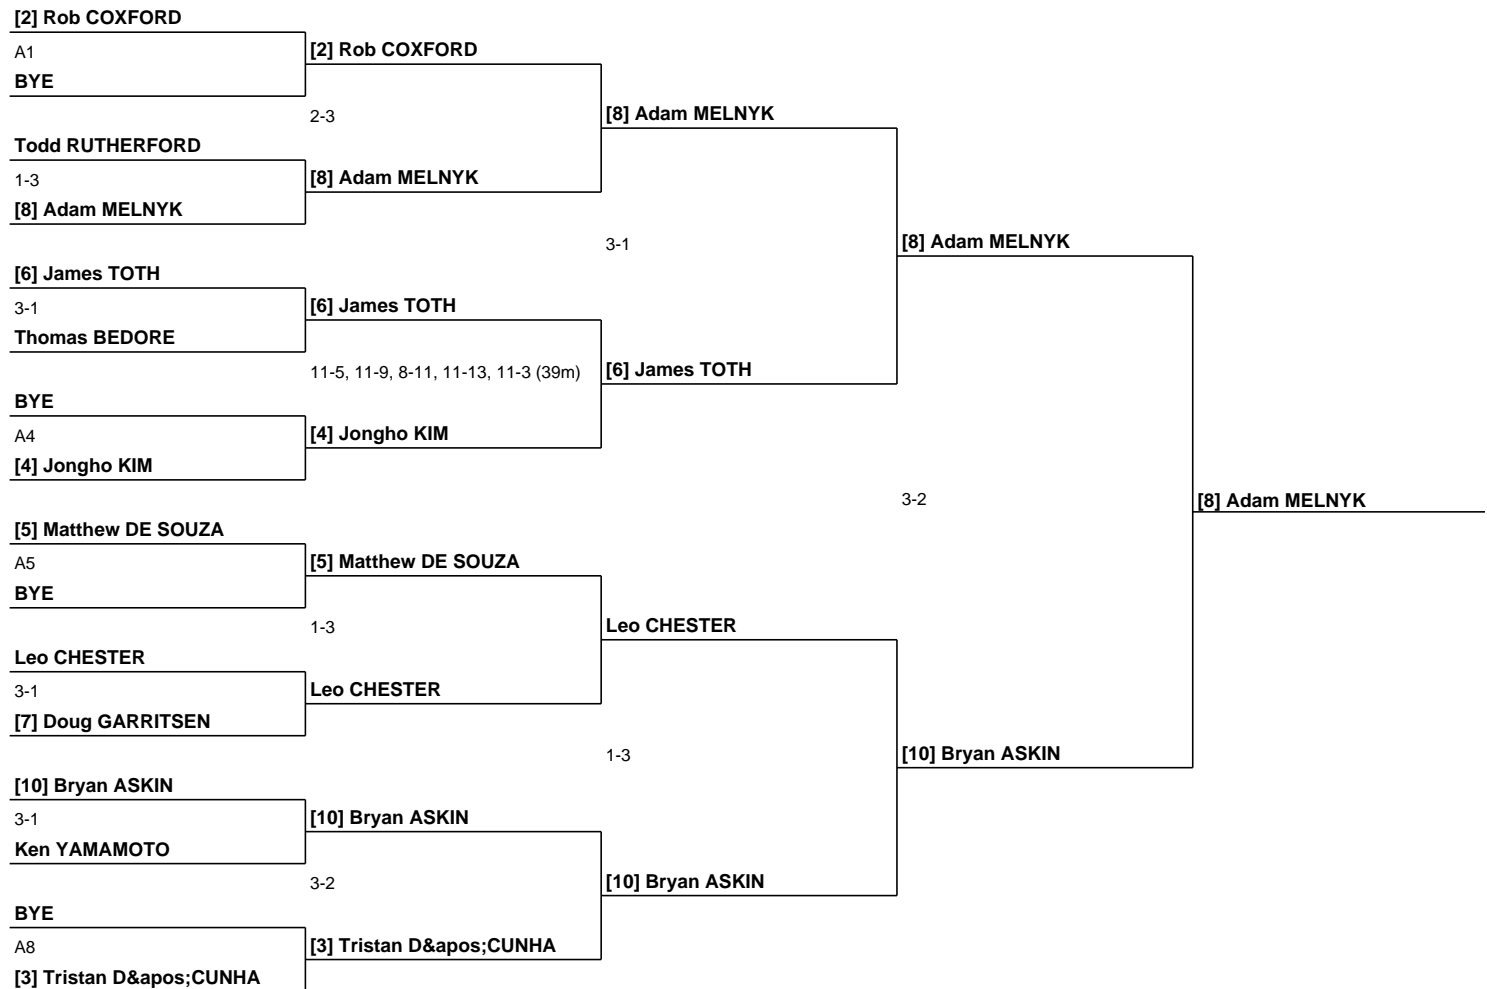 [2] Rob COXFORD
A1
BYE
Todd RUTHERFORD
1-3
[8] Adam MELNYK
[6] James TOTH
3-1
Thomas BEDORE
BYE
A4
[4] Jongho KIM
[5] Matthew DE SOUZA
A5
BYE
Leo CHESTER
3-1
[7] Doug GARRITSEN
[10] Bryan ASKIN
3-1
Ken YAMAMOTO
BYE
A8
[3] Tristan D&apos;CUNHA
[2] Rob COXFORD
2-3
[8] Adam MELNYK
[6] James TOTH
11-5, 11-9, 8-11, 11-13, 11-3 (39m)
[4] Jongho KIM
[5] Matthew DE SOUZA
1-3
Leo CHESTER
[10] Bryan ASKIN
3-2
[3] Tristan D&apos;CUNHA
[8] Adam MELNYK
3-1
[6] James TOTH
Leo CHESTER
1-3
[10] Bryan ASKIN
[8] Adam MELNYK
3-2
[10] Bryan ASKIN
[8] Adam MELNYK